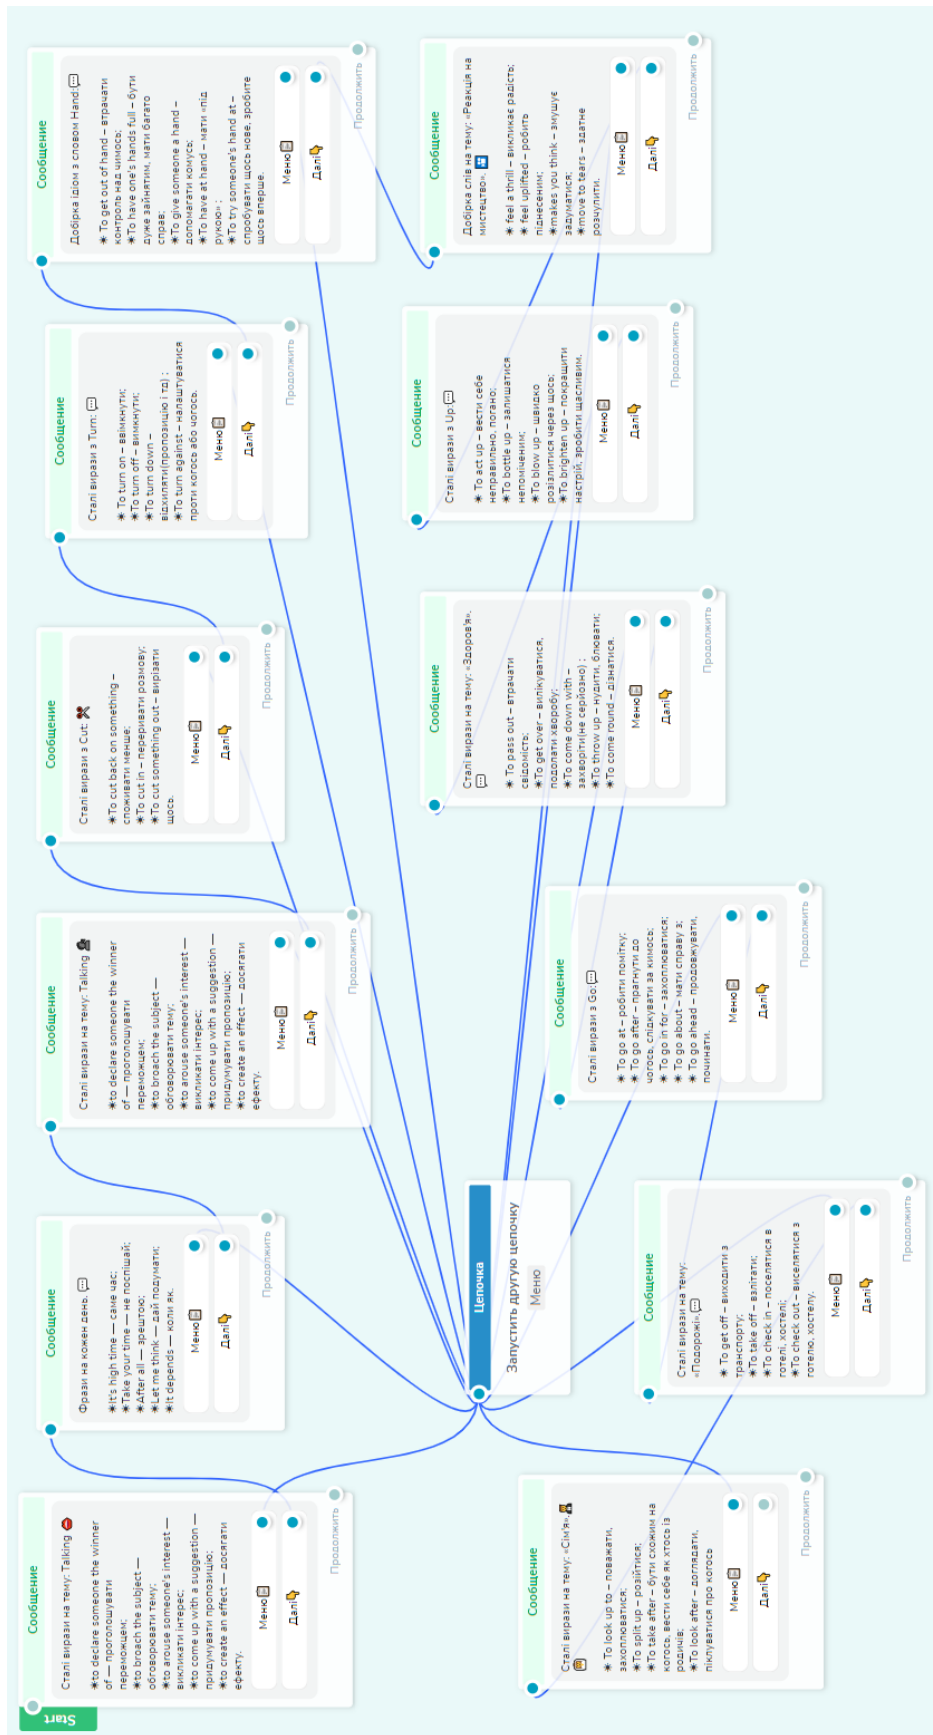 Start
Сообщение
Сталі вирази на тему: Talking
✷to declare someone the winner
of — проголошувати
переможцем;
✷to broach the subject —
обговорювати тему;
✷to arouse someone's interest —
викликати інтерес;
✷to come up with a suggestion —
придумувати пропозицію;
✷to create an effect — досягати
ефекту.
Меню
Далі
Продолжить
Сообщение
Фрази на кожен день.
✷It's high time — саме час;
✷Take your time — не поспішай;
✷After all — зрештою;
✷Let me think — дай подумати;
✷It depends — коли як.
Меню
Далі
Продолжить
Сообщение
Сталі вирази на тему: Talking
✷to declare someone the winner
of — проголошувати
переможцем;
✷to broach the subject —
обговорювати тему;
✷to arouse someone's interest —
викликати інтерес;
✷to come up with a suggestion —
придумувати пропозицію;
✷to create an effect — досягати
ефекту.
Меню
Далі
Продолжить
Сообщение
Сталі вирази з Cut:
✷To cut back on something –
споживати менше;
✷To cut in – переривати розмову;
✷To cut something out – вирізати
щось.
Меню
Далі
Продолжить
Сообщение
Сталі вирази з Turn:
✷ To turn on – ввімкнути;
✷To turn off – вимкнути;
✷To turn down –
відхиляти(пропозицію і тд) ;
✷To turn against – налаштуватися
проти когось або чогось.
Меню
Далі
Продолжить
Сообщение
Добірка ідіом з словом Hand:
✷ To get out of hand – втрачати
контроль над чимось;
✷To have one's hands full – бути
дуже зайнятим, мати багато
справ;
✷To give someone a hand –
допомагати комусь;
✷To have at hand – мати «під
рукою» ;
✷To try someone's hand at –
спробувати щось нове, зробити
щось вперше.
Меню
Далі
Продолжить
Цепочка
Запустить другую цепочку
Меню
Сообщение
Сталі вирази на тему: «Сім'я».
✷ To look up to – поважати,
захоплюватися;
✷To split up – розійтися;
✷To take after – бути схожим на
когось, вести себе як хтось із
родичів;
✷To look after – доглядати,
піклуватися про когось
Меню
Далі
Продолжить
Сообщение
Сталі вирази на тему:
«Подорожі».
✷ To get off – виходити з
транспорту;
✷To take off – взлітати;
✷To check in – поселятися в
готелі, хостелі;
✷To check out – виселятися з
готелю, хостелу.
Меню
Далі
Продолжить
Сообщение
Сталі вирази з Go:
✷ To go at – робити помітку;
✷To go after – прагнути до
чогось, слідкувати за кимось;
✷To go in for – захоплюватися;
✷To go about – мати справу з;
✷To go ahead – продовжувати,
починати.
Меню
Далі
Продолжить
Сообщение
Сталі вирази на тему: «Здоров'я».
✷ To pass out – втрачати
свідомість;
✷To get over – вилікуватися,
подолати хворобу;
✷To come down with –
захворіти(не серйозно) ;
✷To throw up – нудити, блювати;
✷To come round – дізнатися.
Меню
Далі
Продолжить
Сообщение
Сталі вирази з Up:
✷ To act up – вести себе
неправильно, погано;
✷To bottle up – залишатися
непоміченим;
✷To blow up – швидко
розізлитися через щось;
✷To brighten up – покращити
настрій, зробити щасливим.
Меню
Далі
Продолжить
Сообщение
Добірка слів на тему: «Реакція на
мистецтво».
✷ feel a thrill – викликає радість;
✷ feel uplifted – робить
піднесеним;
✷makes you think – змушує
задуматися;
✷move to tears – здатне
розчулити.
Меню
Далі
Продолжить